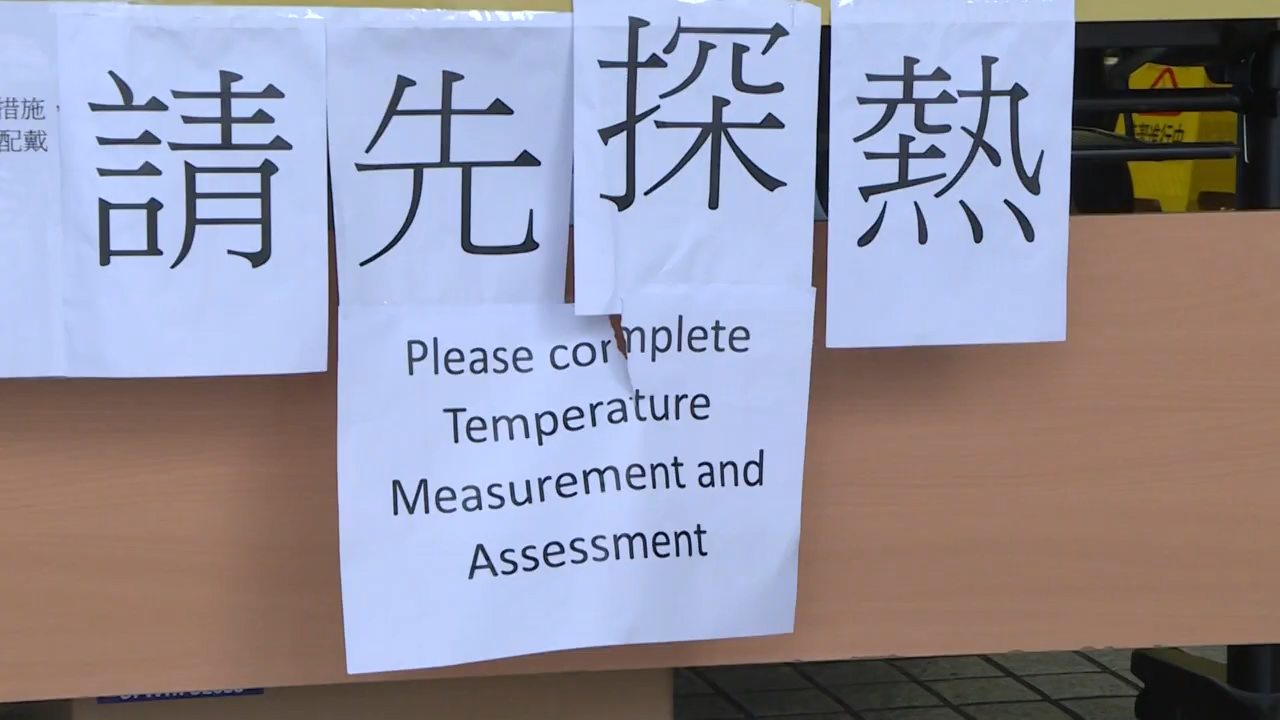 措施，
配戴
請先探熱
Please complete
Temperature
Measurement and
Assessment